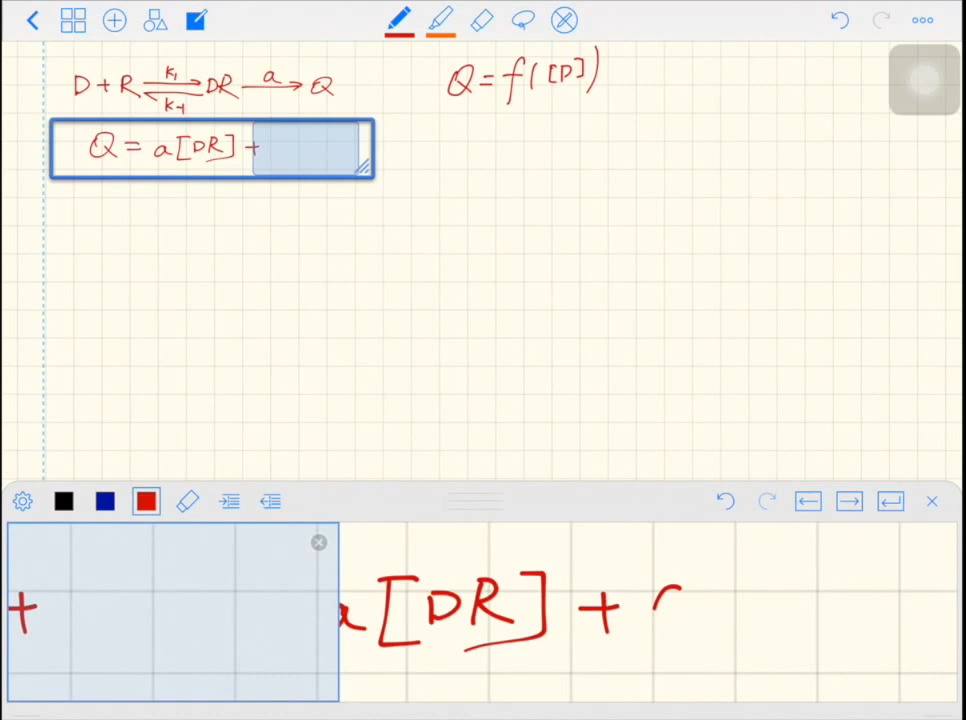 D + R ⇌ DR → Q
k₁ a
k₋₁
Q = f([D])
Q = a[DR] +
+ a[DR] +